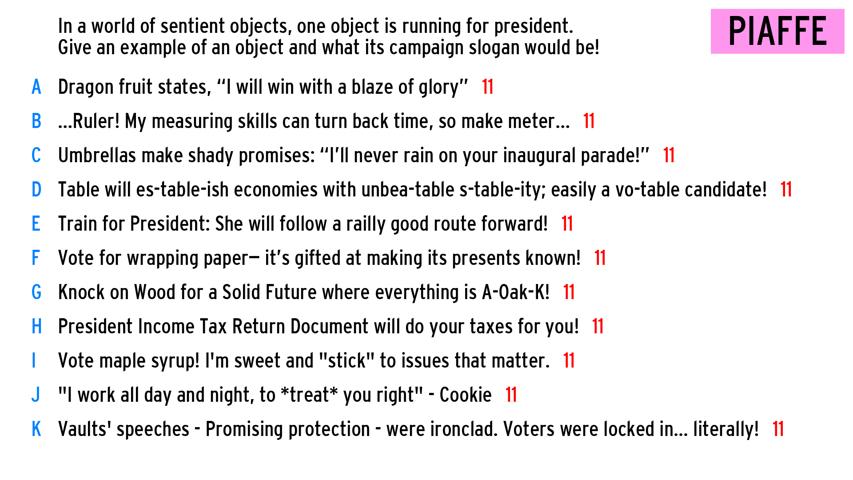 In a world of sentient objects, one object is running for president.
Give an example of an object and what its campaign slogan would be!
PIAFFE
A Dragon fruit states, “I will win with a blaze of glory” 11
B ...Ruler! My measuring skills can turn back time, so make meter... 11
C Umbrellas make shady promises: “I’ll never rain on your inaugural parade!” 11
D Table will es-table-ish economies with unbea-table s-table-ity; easily a vo-table candidate! 11
E Train for President: She will follow a railly good route forward! 11
F Vote for wrapping paper— it’s gifted at making its presents known! 11
G Knock on Wood for a Solid Future where everything is A-Oak-K! 11
H President Income Tax Return Document will do your taxes for you! 11
I Vote maple syrup! I'm sweet and "stick" to issues that matter. 11
J "I work all day and night, to *treat* you right" - Cookie 11
K Vaults' speeches - Promising protection - were ironclad. Voters were locked in... literally! 11